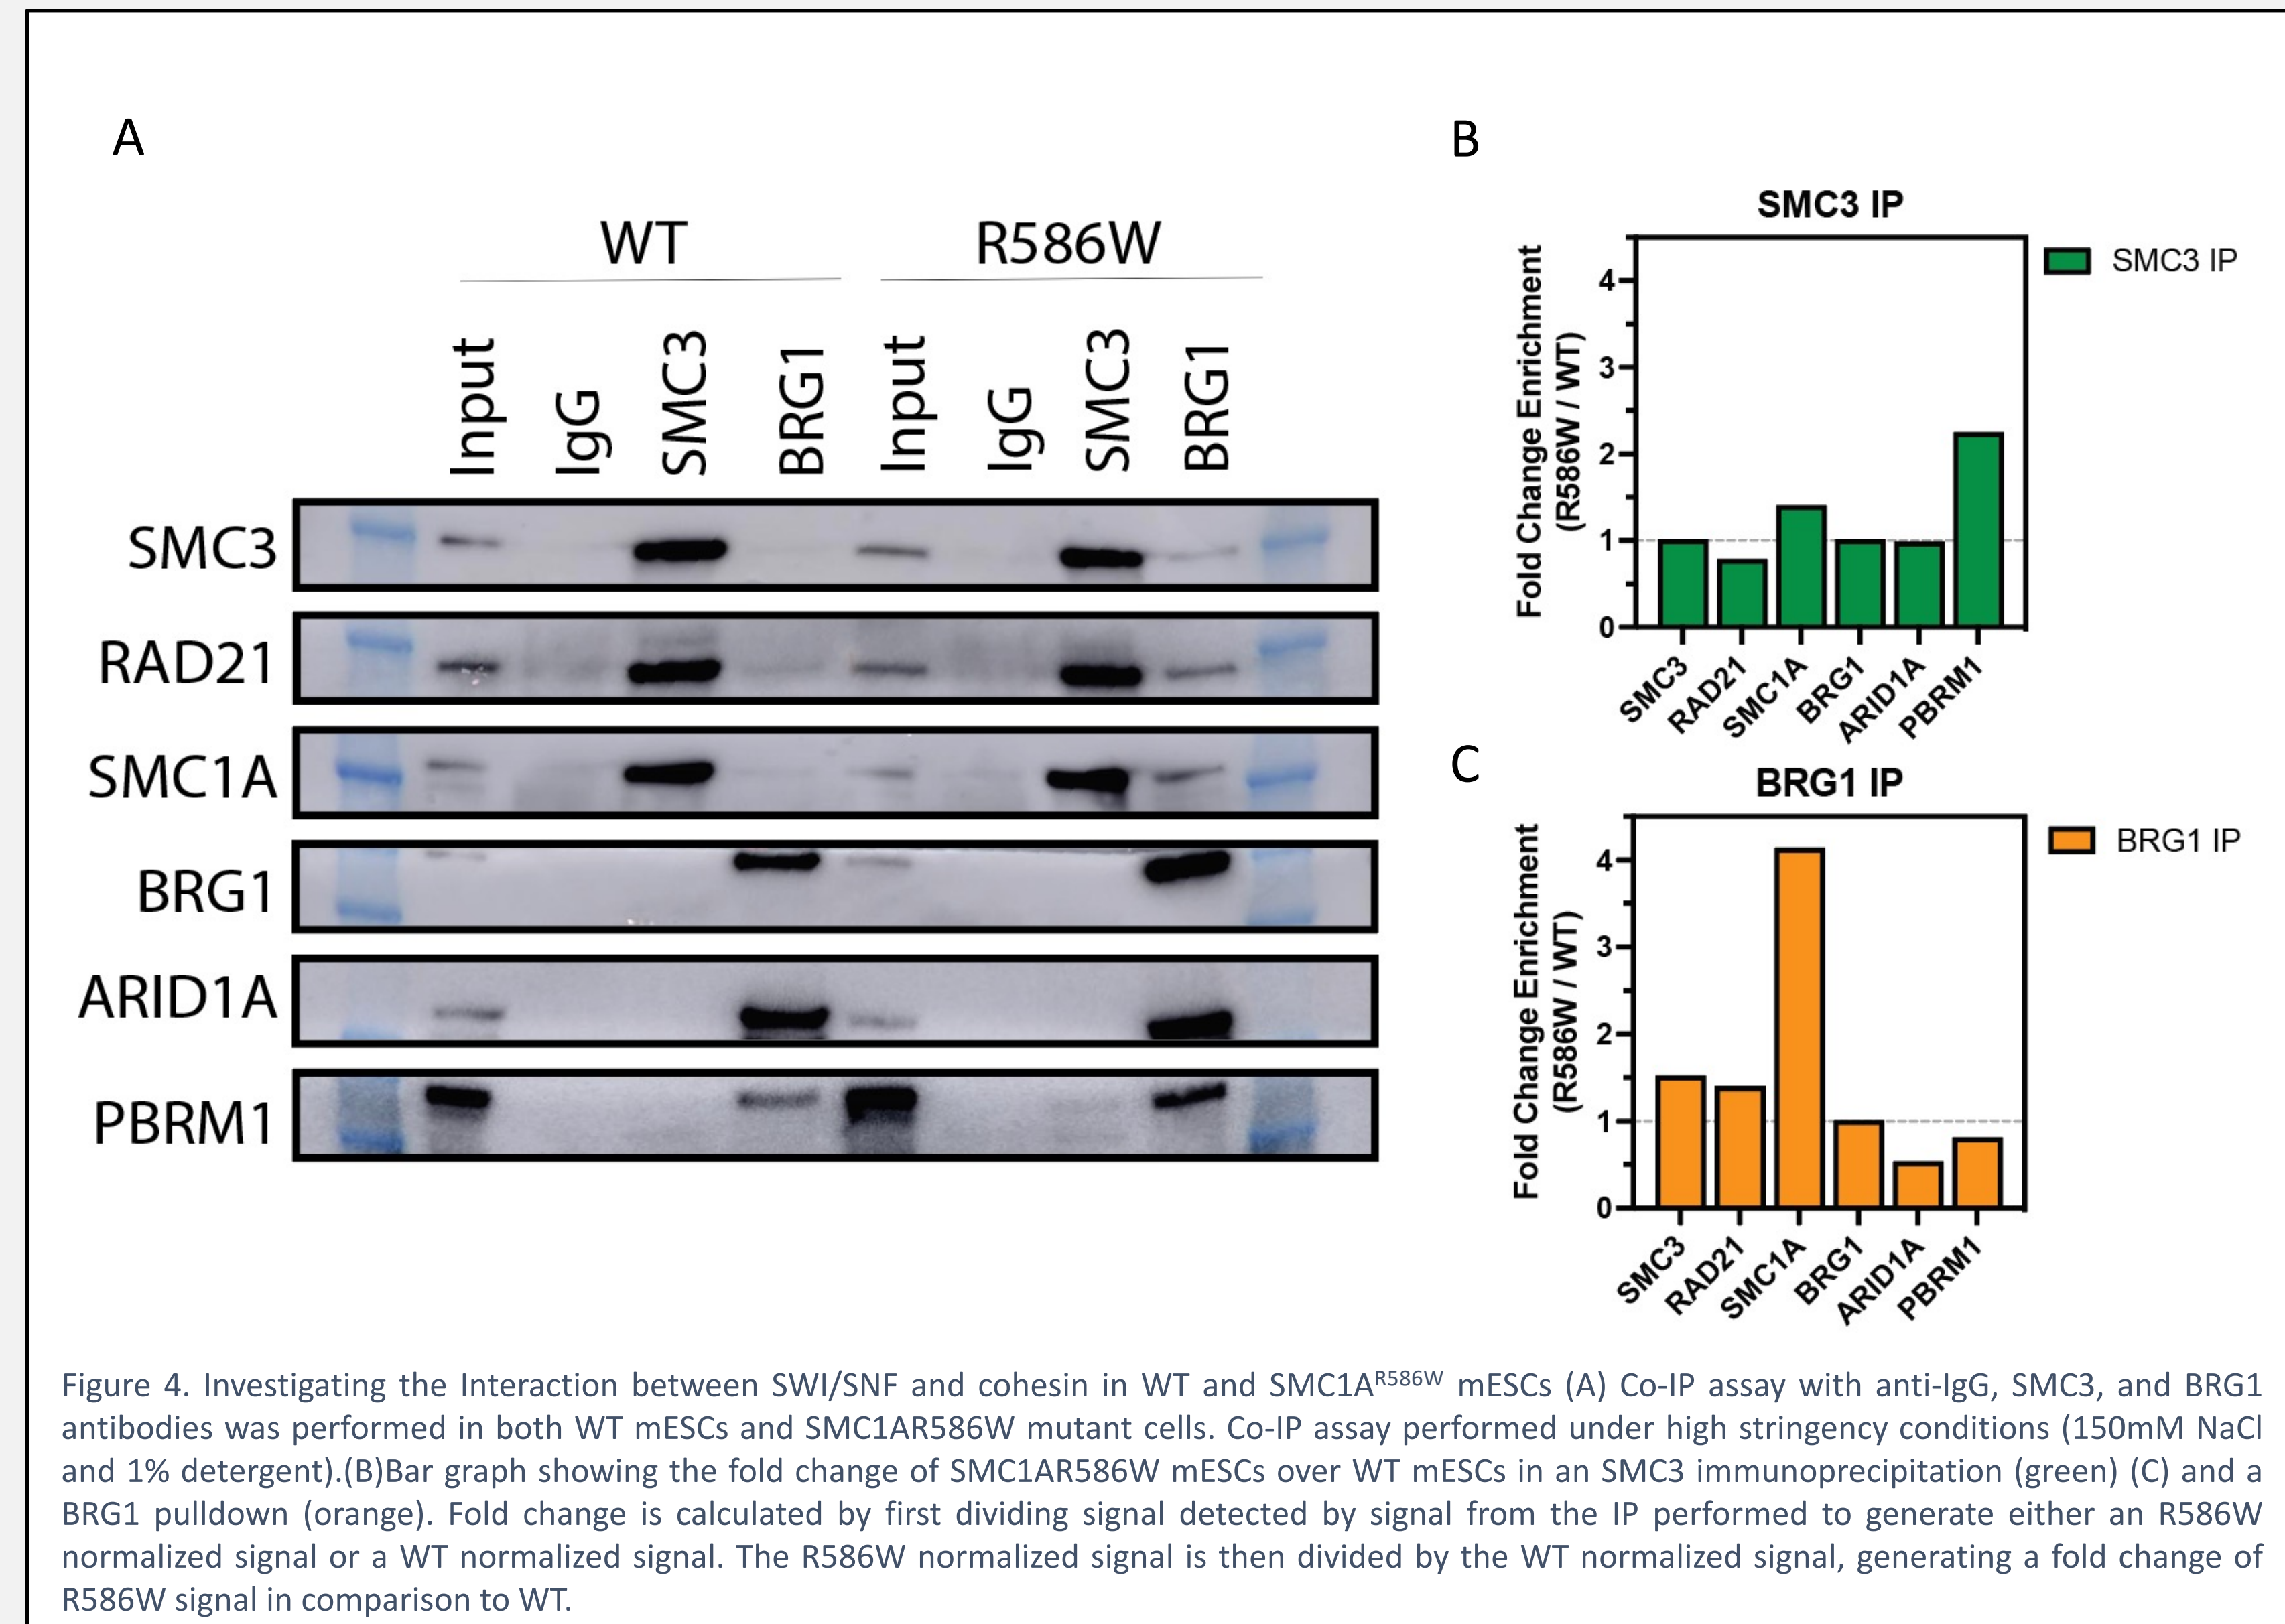 A
WT R586W
Input IgG SMC3 BRG1 Input IgG SMC3 BRG1
SMC3
RAD21
SMC1A
BRG1
ARID1A
PBRM1
B
SMC3 IP
SMC3 IP
Fold Change Enrichment
(R586W / WT)
4
3
2
1
0
SMC3 RAD21 SMC1A BRG1 ARID1A PBRM1
C
BRG1 IP
BRG1 IP
Fold Change Enrichment
(R586W / WT)
4
3
2
1
0
SMC3 RAD21 SMC1A BRG1 ARID1A PBRM1
Figure 4. Investigating the Interaction between SWI/SNF and cohesin in WT and SMC1AR586W mESCs (A) Co-IP assay with anti-IgG, SMC3, and BRG1
antibodies was performed in both WT mESCs and SMC1AR586W mutant cells. Co-IP assay performed under high stringency conditions (150mM NaCl
and 1% detergent).(B)Bar graph showing the fold change of SMC1AR586W mESCs over WT mESCs in an SMC3 immunoprecipitation (green) (C) and a
BRG1 pulldown (orange). Fold change is calculated by first dividing signal detected by signal from the IP performed to generate either an R586W
normalized signal or a WT normalized signal. The R586W normalized signal is then divided by the WT normalized signal, generating a fold change of
R586W signal in comparison to WT.